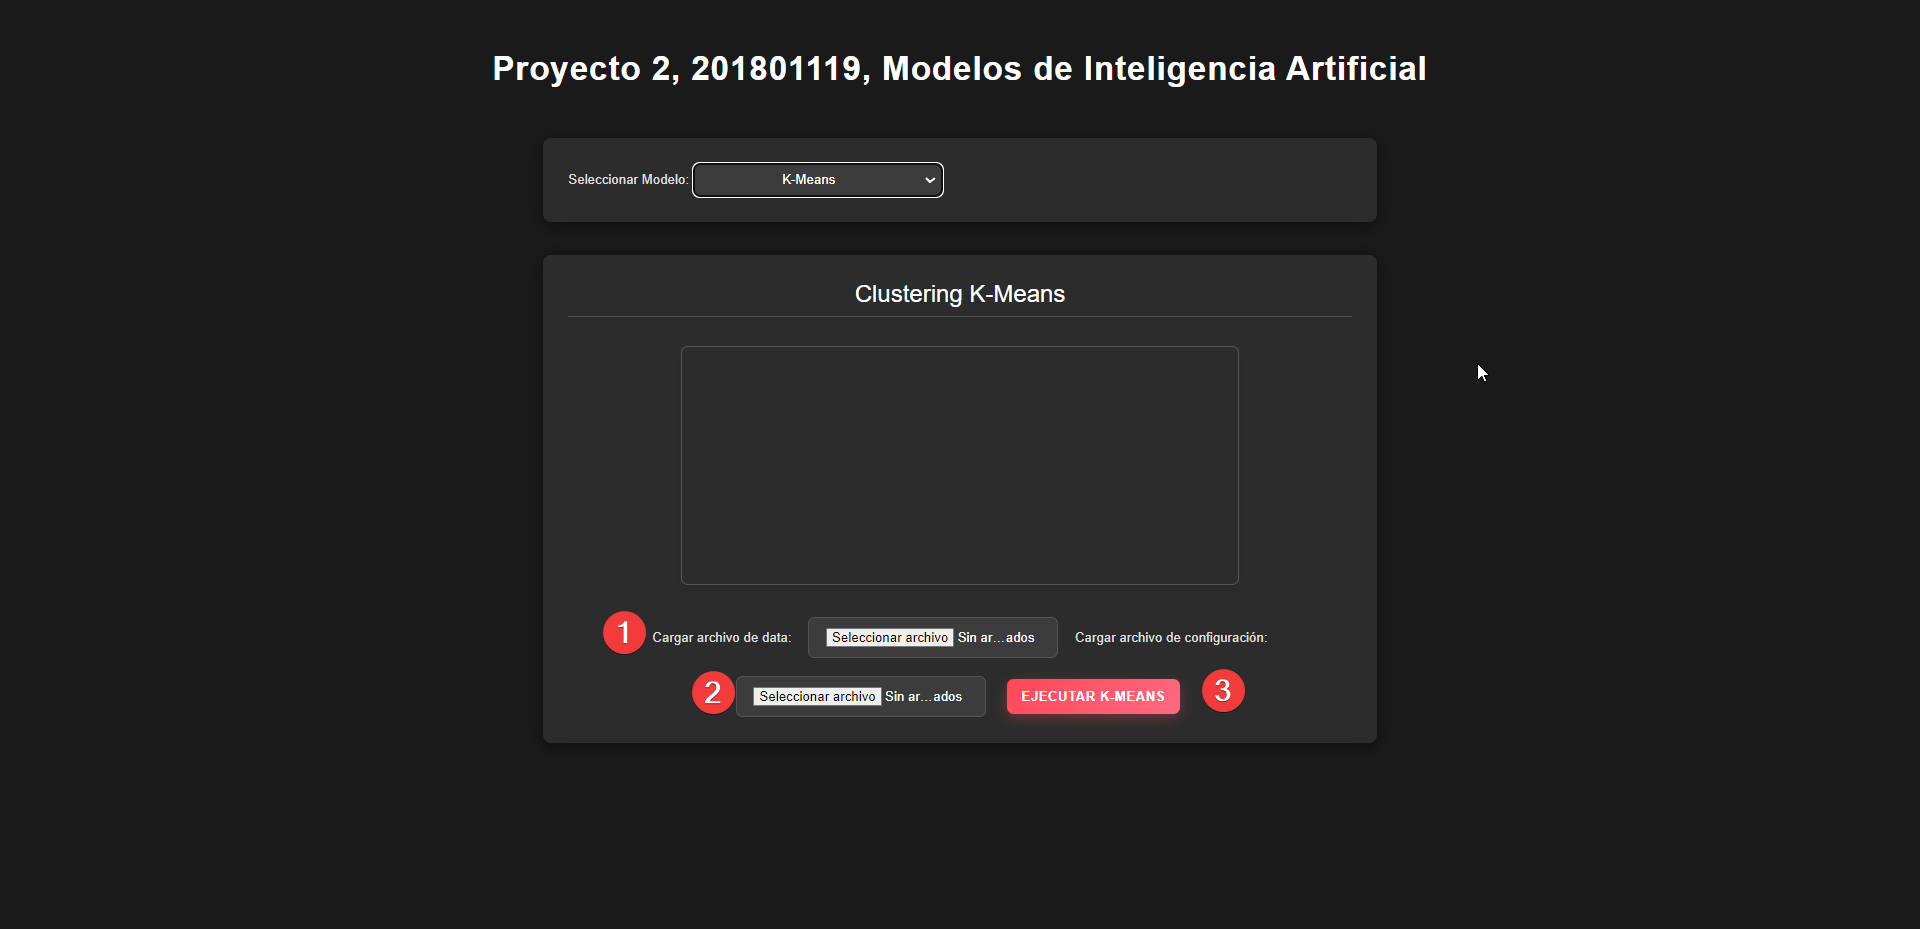 Proyecto 2, 201801119, Modelos de Inteligencia Artificial
Seleccionar Modelo: K-Means
Clustering K-Means
1 Cargar archivo de data: Seleccionar archivo Sin ar...ados Cargar archivo de configuración:
2 Seleccionar archivo Sin ar...ados EJECUTAR K-MEANS 3